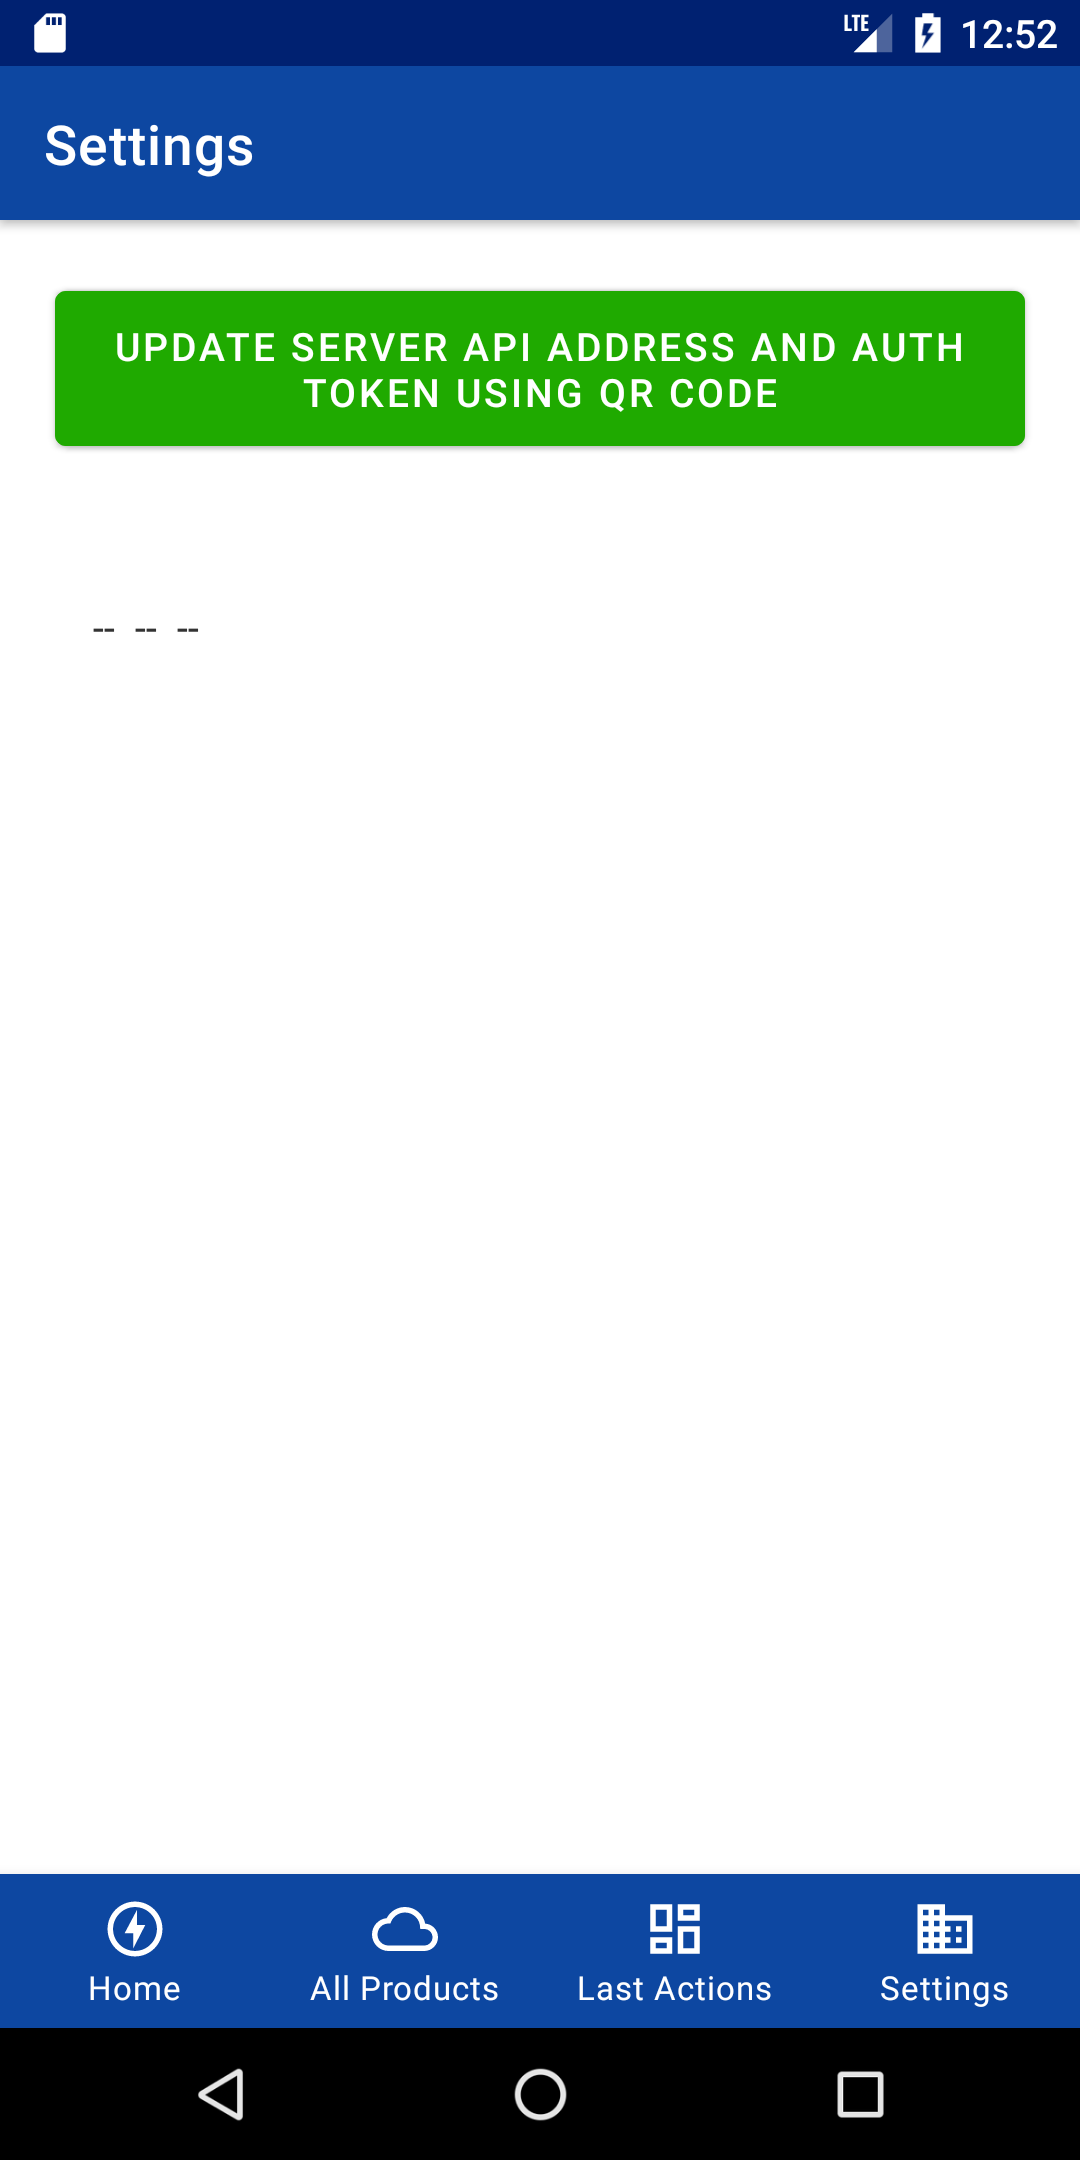 LTE 12:52
Settings
UPDATE SERVER API ADDRESS AND AUTH
TOKEN USING QR CODE
-- -- --
Home All Products Last Actions Settings